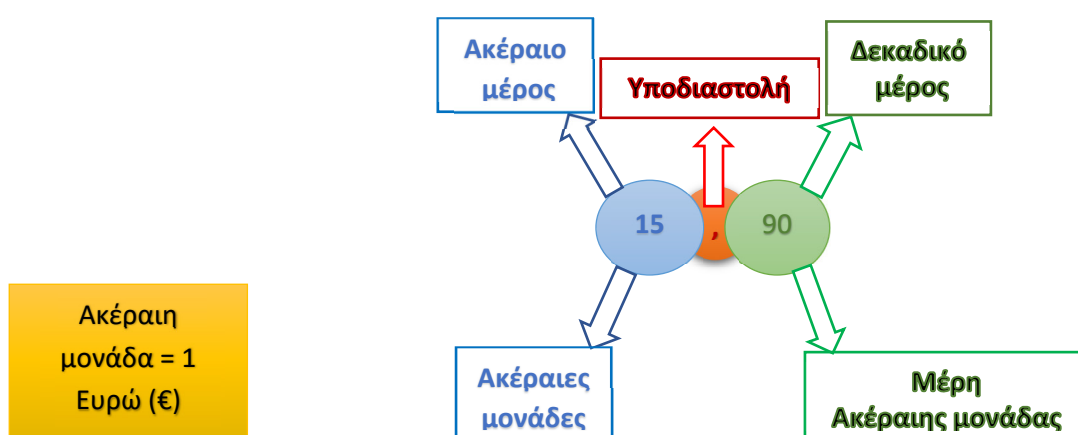 Ακέραιο
μέρος
Υποδιαστολή
Δεκαδικό
μέρος
15
,
90
Ακέραιη
μονάδα = 1
Ευρώ (€)
Ακέραιες
μονάδες
Μέρη
Ακέραιης μονάδας